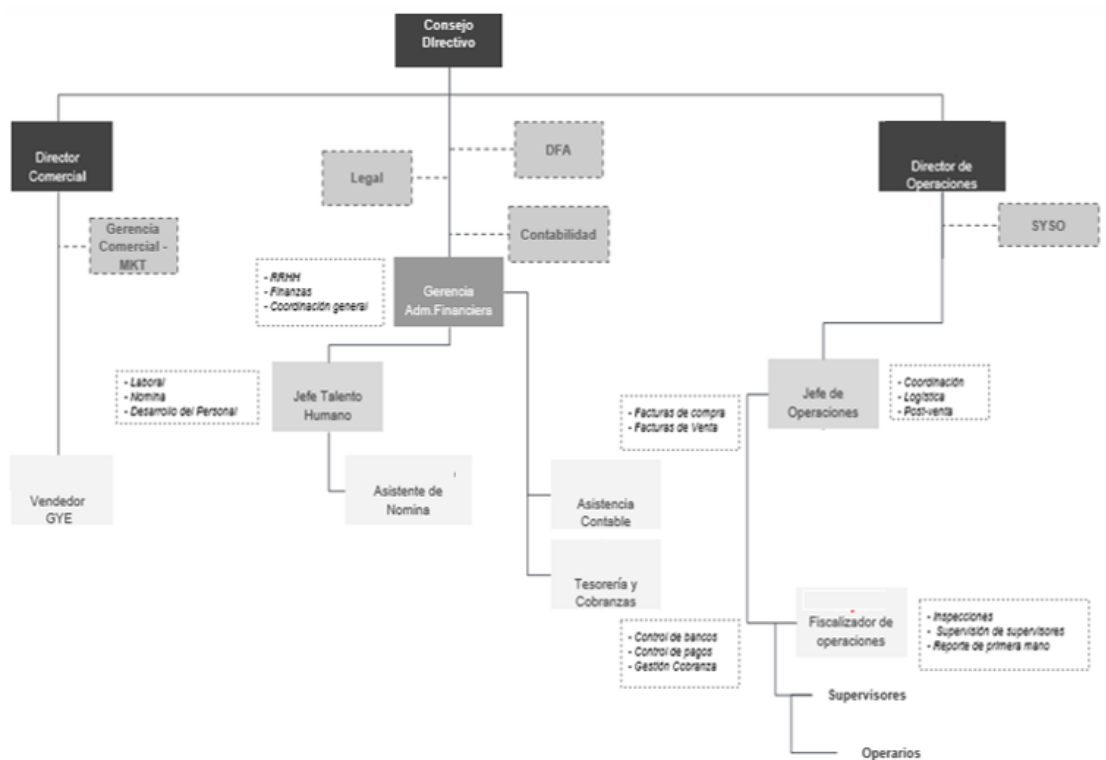 Consejo
DIrectivo
Director
Comercial
DFA
Director de
Operaciones
Legal
Gerencia
Comercial -
MKT
Contabilidad
SYSO
- RRHH
- Finanzas
- Coordinación general
Gerencia
Adm.Financiera
- Laboral
- Nomina
- Desarrollo del Personal
Jefe Talento
Humano
- Facturas de compra
- Facturas de Venta
Jefe de
Operaciones
- Coordinación
- Logística
- Post-venta
Vendedor
GYE
Asistente de
Nomina
Asistencia
Contable
Tesorería y
Cobranzas
- Control de bancos
- Control de pagos
- Gestión Cobranza
Fiscalizador de
operaciones
- Inspecciones
- Supervisión de supervisores
- Reporte de primera mano
Supervisores
Operarios